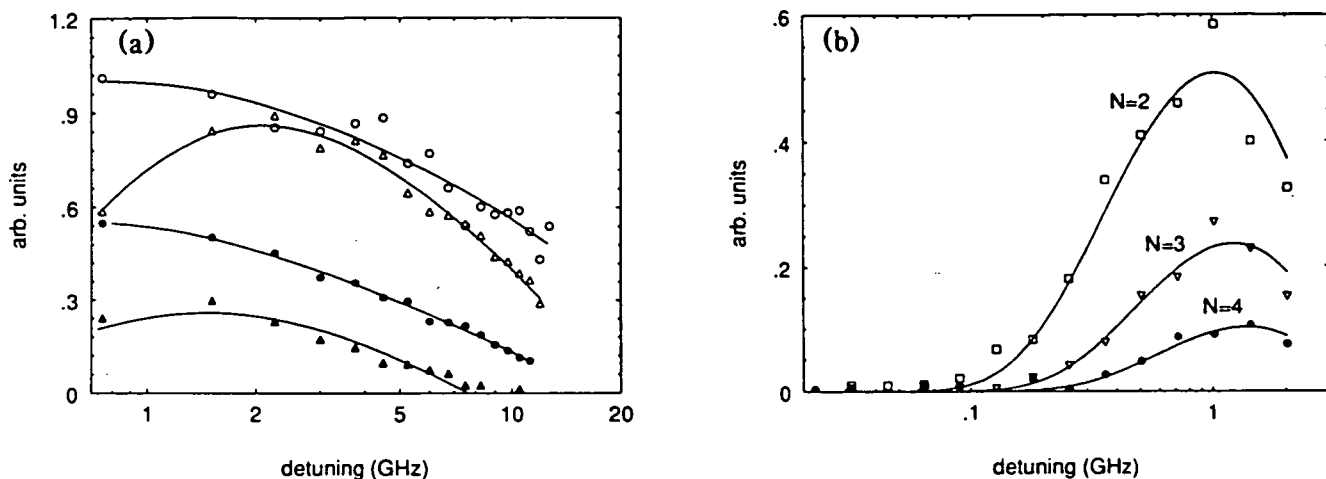 (a)
1.2
.9
.6
.3
0
arb. units
1
2
5
10
20
detuning (GHz)
(b)
.6
.4
.2
0
arb. units
N=2
N=3
N=4
.1
1
detuning (GHz)